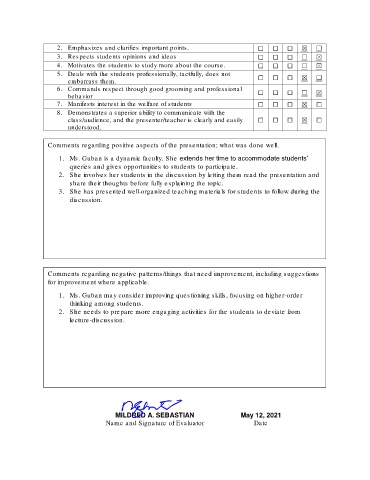 2. Emphasizes and clarifies important points. ☐ ☐ ☐ ☒ ☐
3. Respects students opinions and ideas ☐ ☐ ☐ ☐ ☒
4. Motivates the students to study more about the course. ☐ ☐ ☐ ☐ ☒
5. Deals with the students professionally, tactfully, does not
embarrass them. ☐ ☐ ☐ ☒ ☐
6. Commands respect through good grooming and professional
behavior ☐ ☐ ☐ ☐ ☒
7. Manifests interest in the welfare of students ☐ ☐ ☐ ☒ ☐
8. Demonstrates a superior ability to communicate with the
class/audience, and the presenter/teacher is clearly and easily ☐ ☐ ☐ ☒ ☐
understood.
Comments regarding positive aspects of the presentation; what was done well.
1. Ms. Guban is a dynamic faculty. She extends her time to accommodate students'
queries and gives opportunities to students to participate.
2. She involves her students in the discussion by letting them read the presentation and
share their thoughts before fully explaining the topic.
3. She has presented well-organized teaching materials for students to follow during the
discussion.
Comments regarding negative patterns/things that need improvement, including suggestions
for improvement where applicable.
1. Ms. Guban may consider improving questioning skills, focusing on higher-order
thinking among students.
2. She needs to prepare more engaging activities for the students to deviate from
lecture-discussion.
MILDRED A. SEBASTIAN May 12, 2021
Name and Signature of Evaluator Date